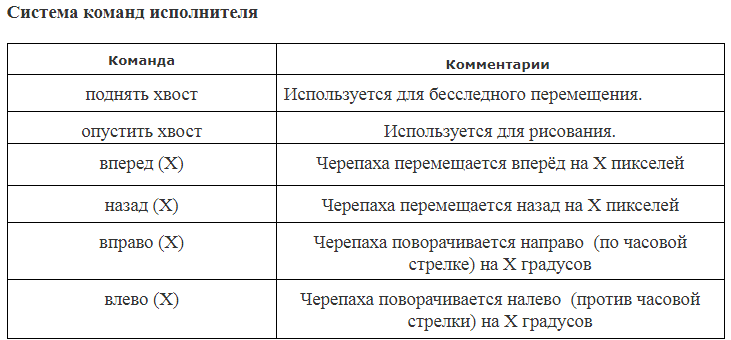 Система команд исполнителя
Команда
Комментарии
поднять хвост
Используется для бесследного перемещения.
опустить хвост
Используется для рисования.
вперед (X)
Черепаха перемещается вперёд на X пикселей
назад (X)
Черепаха перемещается назад на X пикселей
вправо (X)
Черепаха поворачивается направо (по часовой
стрелке) на X градусов
влево (X)
Черепаха поворачивается налево (против часовой
стрелки) на X градусов